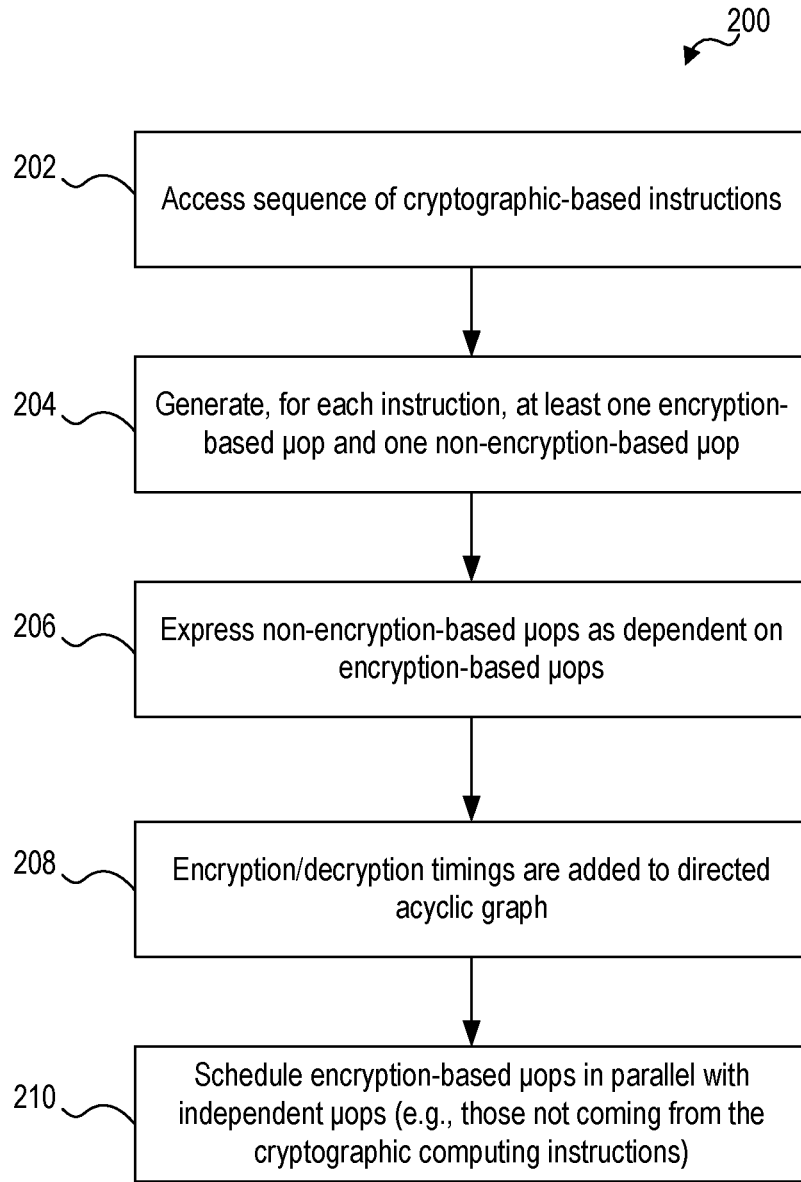 200
202
Access sequence of cryptographic-based instructions
204
Generate, for each instruction, at least one encryption-
based µop and one non-encryption-based µop
206
Express non-encryption-based µops as dependent on
encryption-based µops
208
Encryption/decryption timings are added to directed
acyclic graph
210
Schedule encryption-based µops in parallel with
independent µops (e.g., those not coming from the
cryptographic computing instructions)